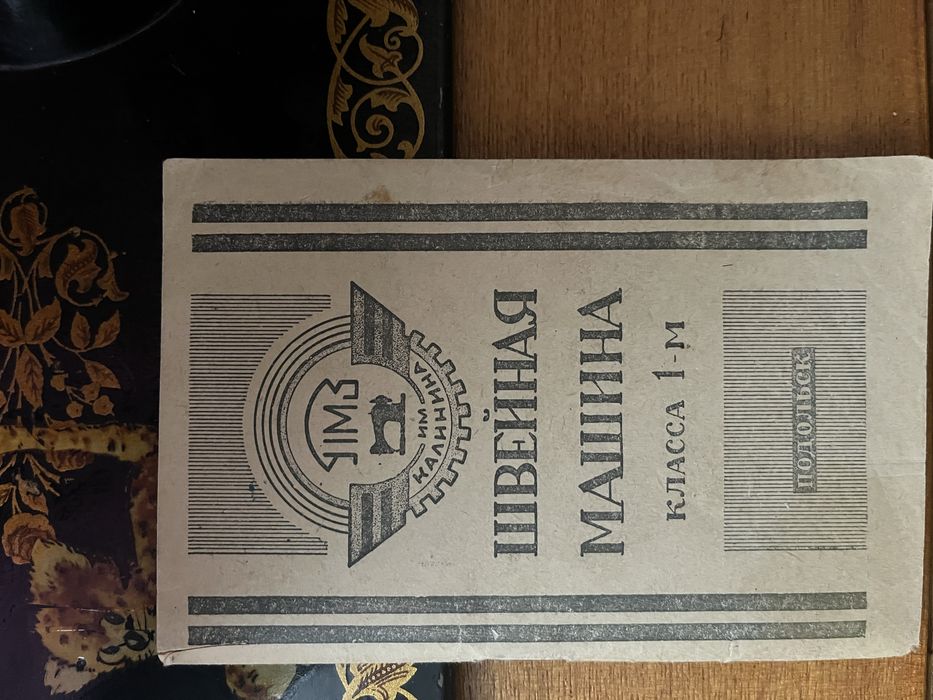 ПМЗ
ИМ
КАЛИНИНА
ШВЕЙНАЯ
МАШИНА
КЛАССА 1-М
ПОДОЛЬСК